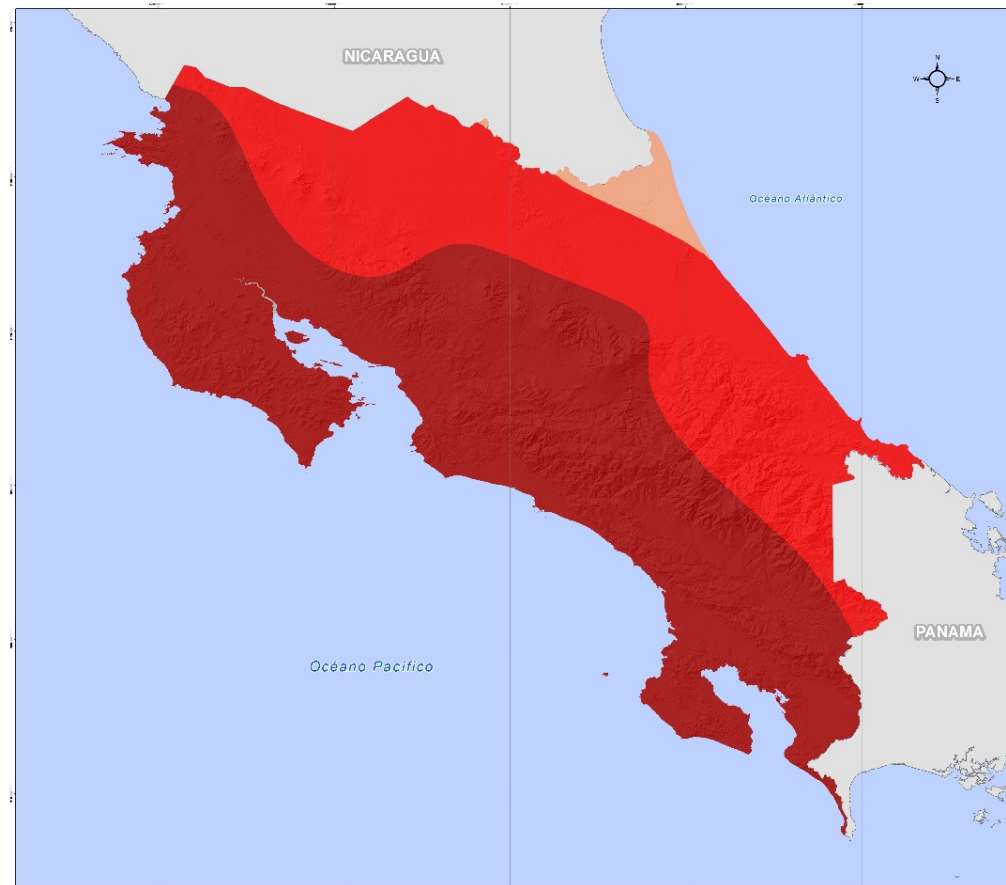 NICARAGUA
N
W E
S
Océano Atlántico
PANAMA
Océano Pacífico